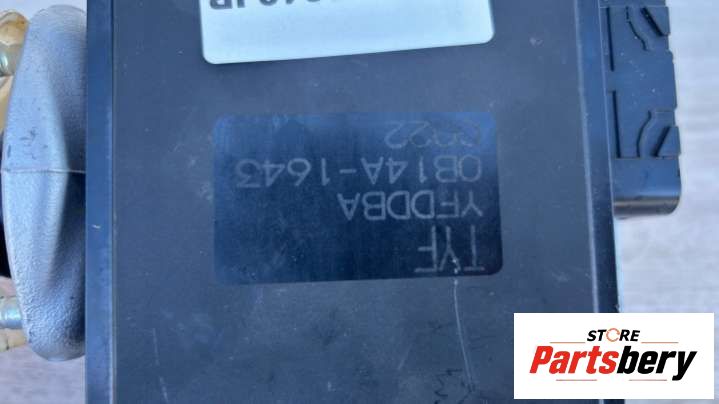 TYF
YFDDBA
0B14A-1643
STORE
Partsbery